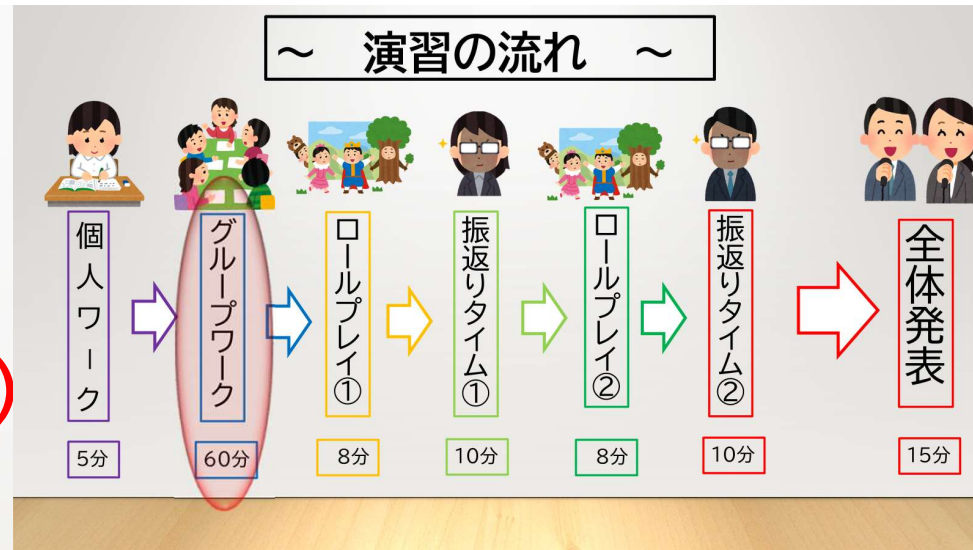 ～　演習の流れ　～
個人ワーク
グループワーク
ロールプレイ①
振返りタイム①
ロールプレイ②
振返りタイム②
全体発表
5分
60分
8分
10分
8分
10分
15分